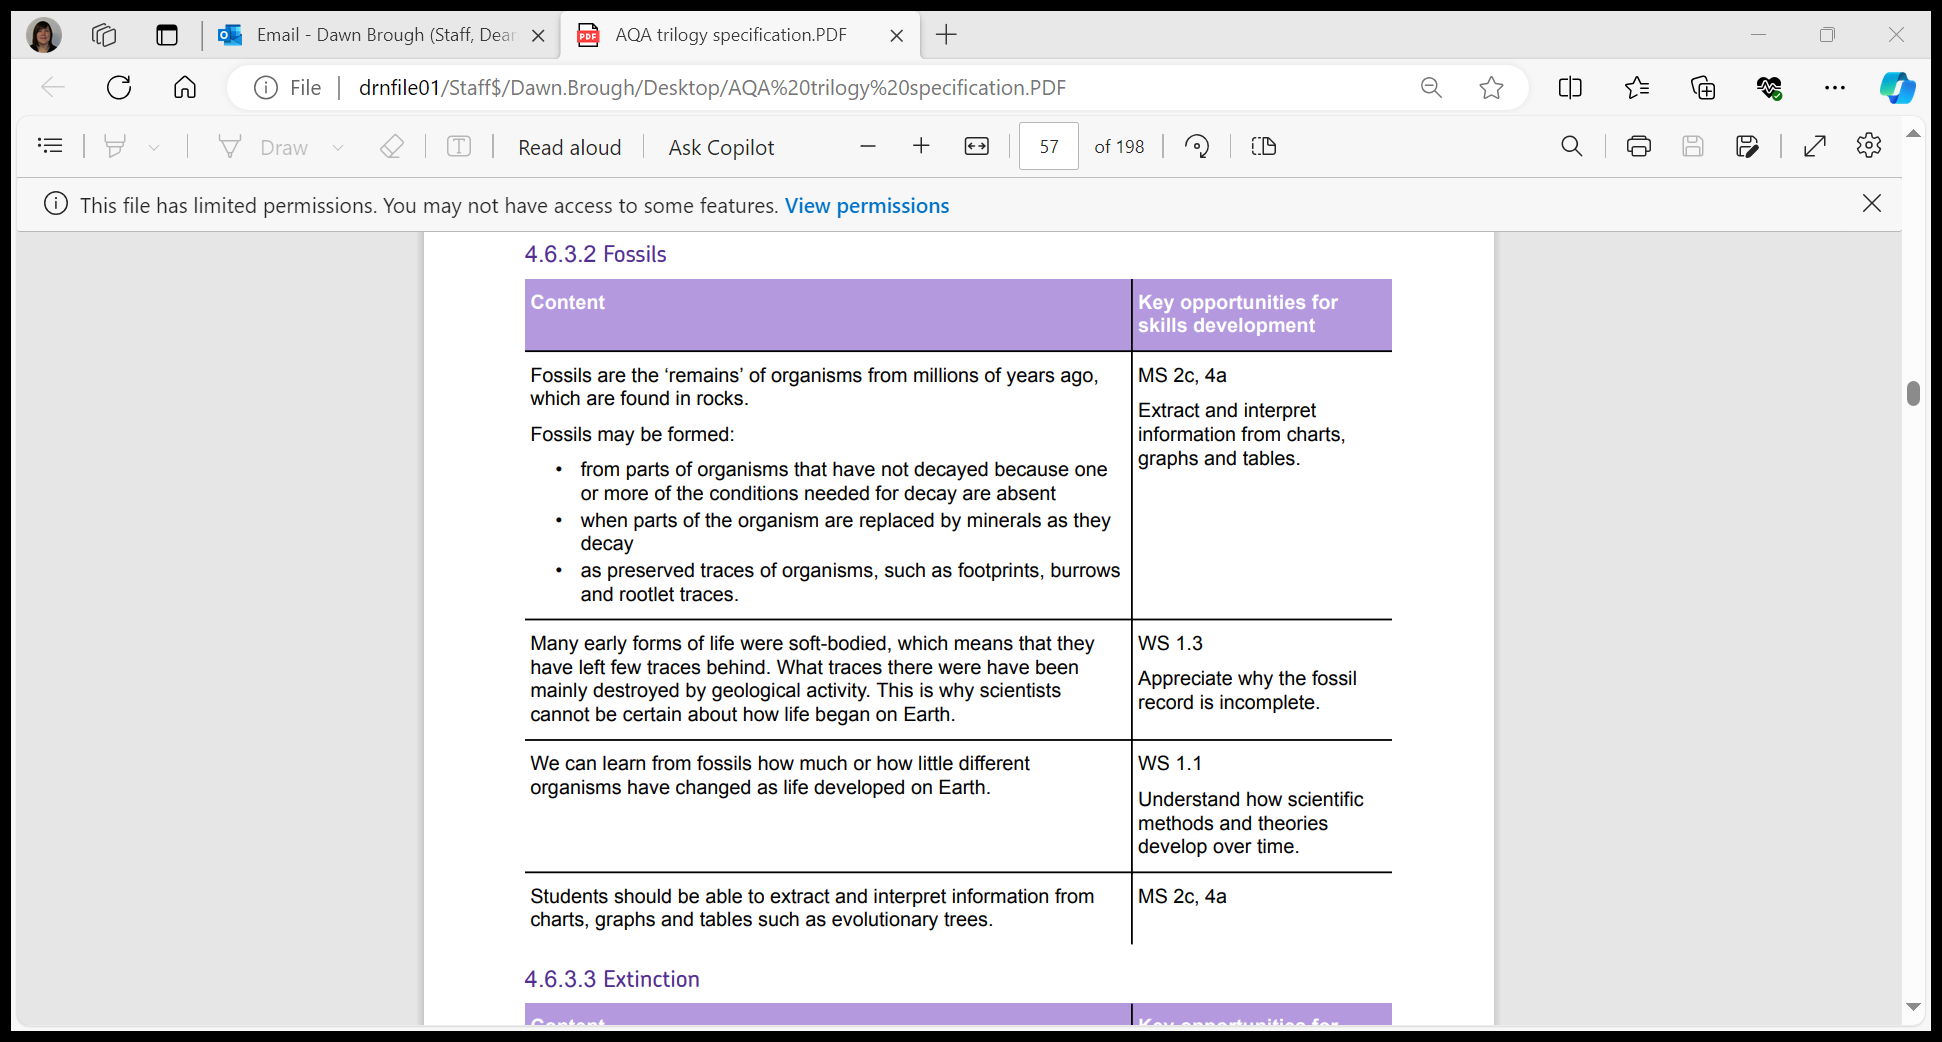 Email - Dawn Brough (Staff, Dear
AQA trilogy specification.PDF
File drnfile01/Staff$/Dawn.Brough/Desktop/AQA%20trilogy%20specification.PDF
Draw T Read aloud Ask Copilot 57 of 198
This file has limited permissions. You may not have access to some features. View permissions
4.6.3.2 Fossils
Content
Key opportunities for
skills development
Fossils are the ‘remains’ of organisms from millions of years ago,
which are found in rocks.
Fossils may be formed:
• from parts of organisms that have not decayed because one
or more of the conditions needed for decay are absent
• when parts of the organism are replaced by minerals as they
decay
• as preserved traces of organisms, such as footprints, burrows
and rootlet traces.
MS 2c, 4a
Extract and interpret
information from charts,
graphs and tables.
Many early forms of life were soft-bodied, which means that they
have left few traces behind. What traces there were have been
mainly destroyed by geological activity. This is why scientists
cannot be certain about how life began on Earth.
WS 1.3
Appreciate why the fossil
record is incomplete.
We can learn from fossils how much or how little different
organisms have changed as life developed on Earth.
WS 1.1
Understand how scientific
methods and theories
develop over time.
Students should be able to extract and interpret information from
charts, graphs and tables such as evolutionary trees.
MS 2c, 4a
4.6.3.3 Extinction
Content
Key opportunities for